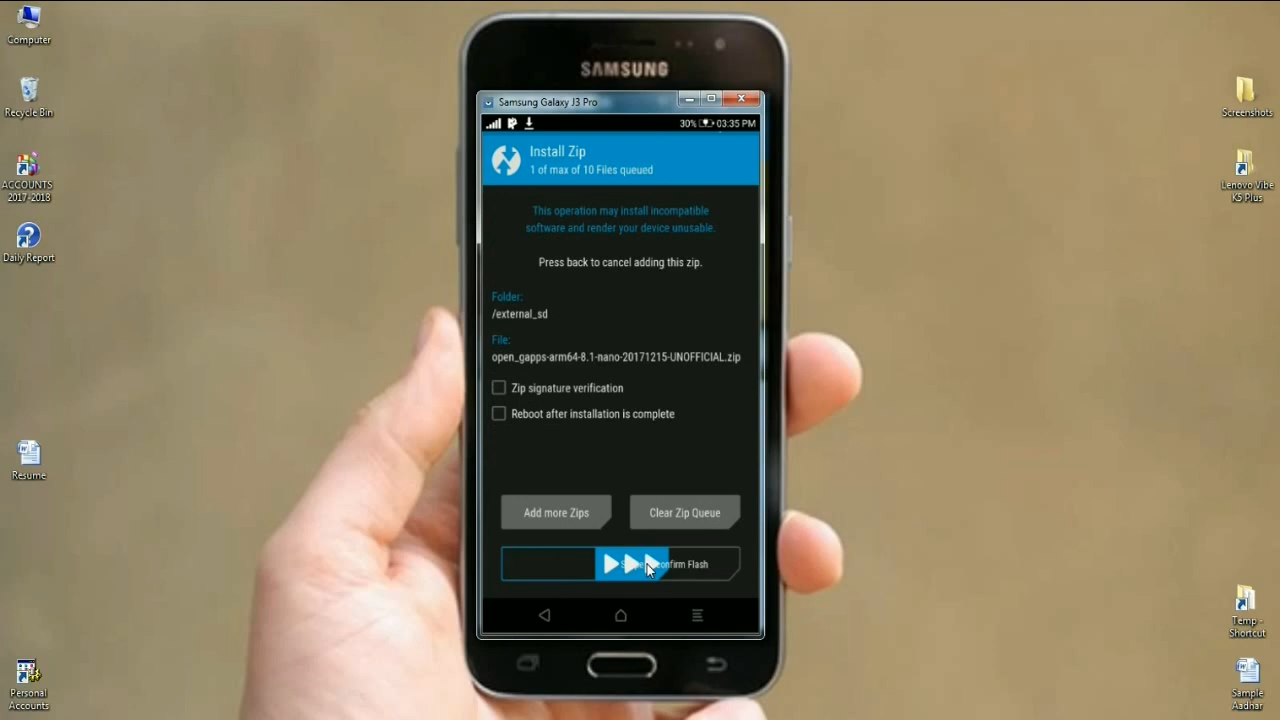 Computer
Recycle Bin
ACCOUNTS
2017-2018
Daily Report
Resume
Personal
Accounts
SAMSUNG
Samsung Galaxy J3 Pro
30% 03:35 PM
Install Zip
1 of max of 10 Files queued
This operation may install incompatible
software and render your device unusable.
Press back to cancel adding this zip.
Folder:
/external_sd
File:
open_gapps-arm64-8.1-nano-20171215-UNOFFICIAL.zip
Zip signature verification
Reboot after installation is complete
Add more Zips
Clear Zip Queue
Flash
Screenshots
Lenovo Vibe
K5 Plus
Temp -
Shortcut
Sample
Aadhar